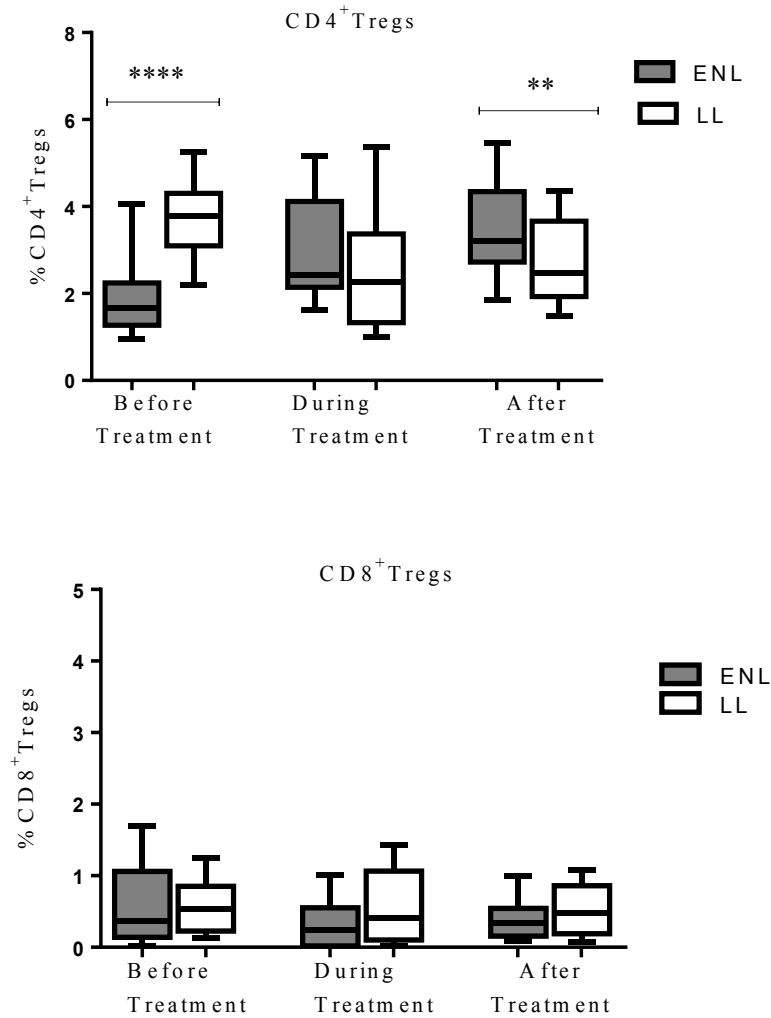 CD4+Tregs
8
6
4
2
0
%CD4+Tregs
****
**
ENL
LL
Before Treatment
During Treatment
After Treatment
CD8+Tregs
5
4
3
2
1
0
%CD8+Tregs
ENL
LL
Before Treatment
During Treatment
After Treatment